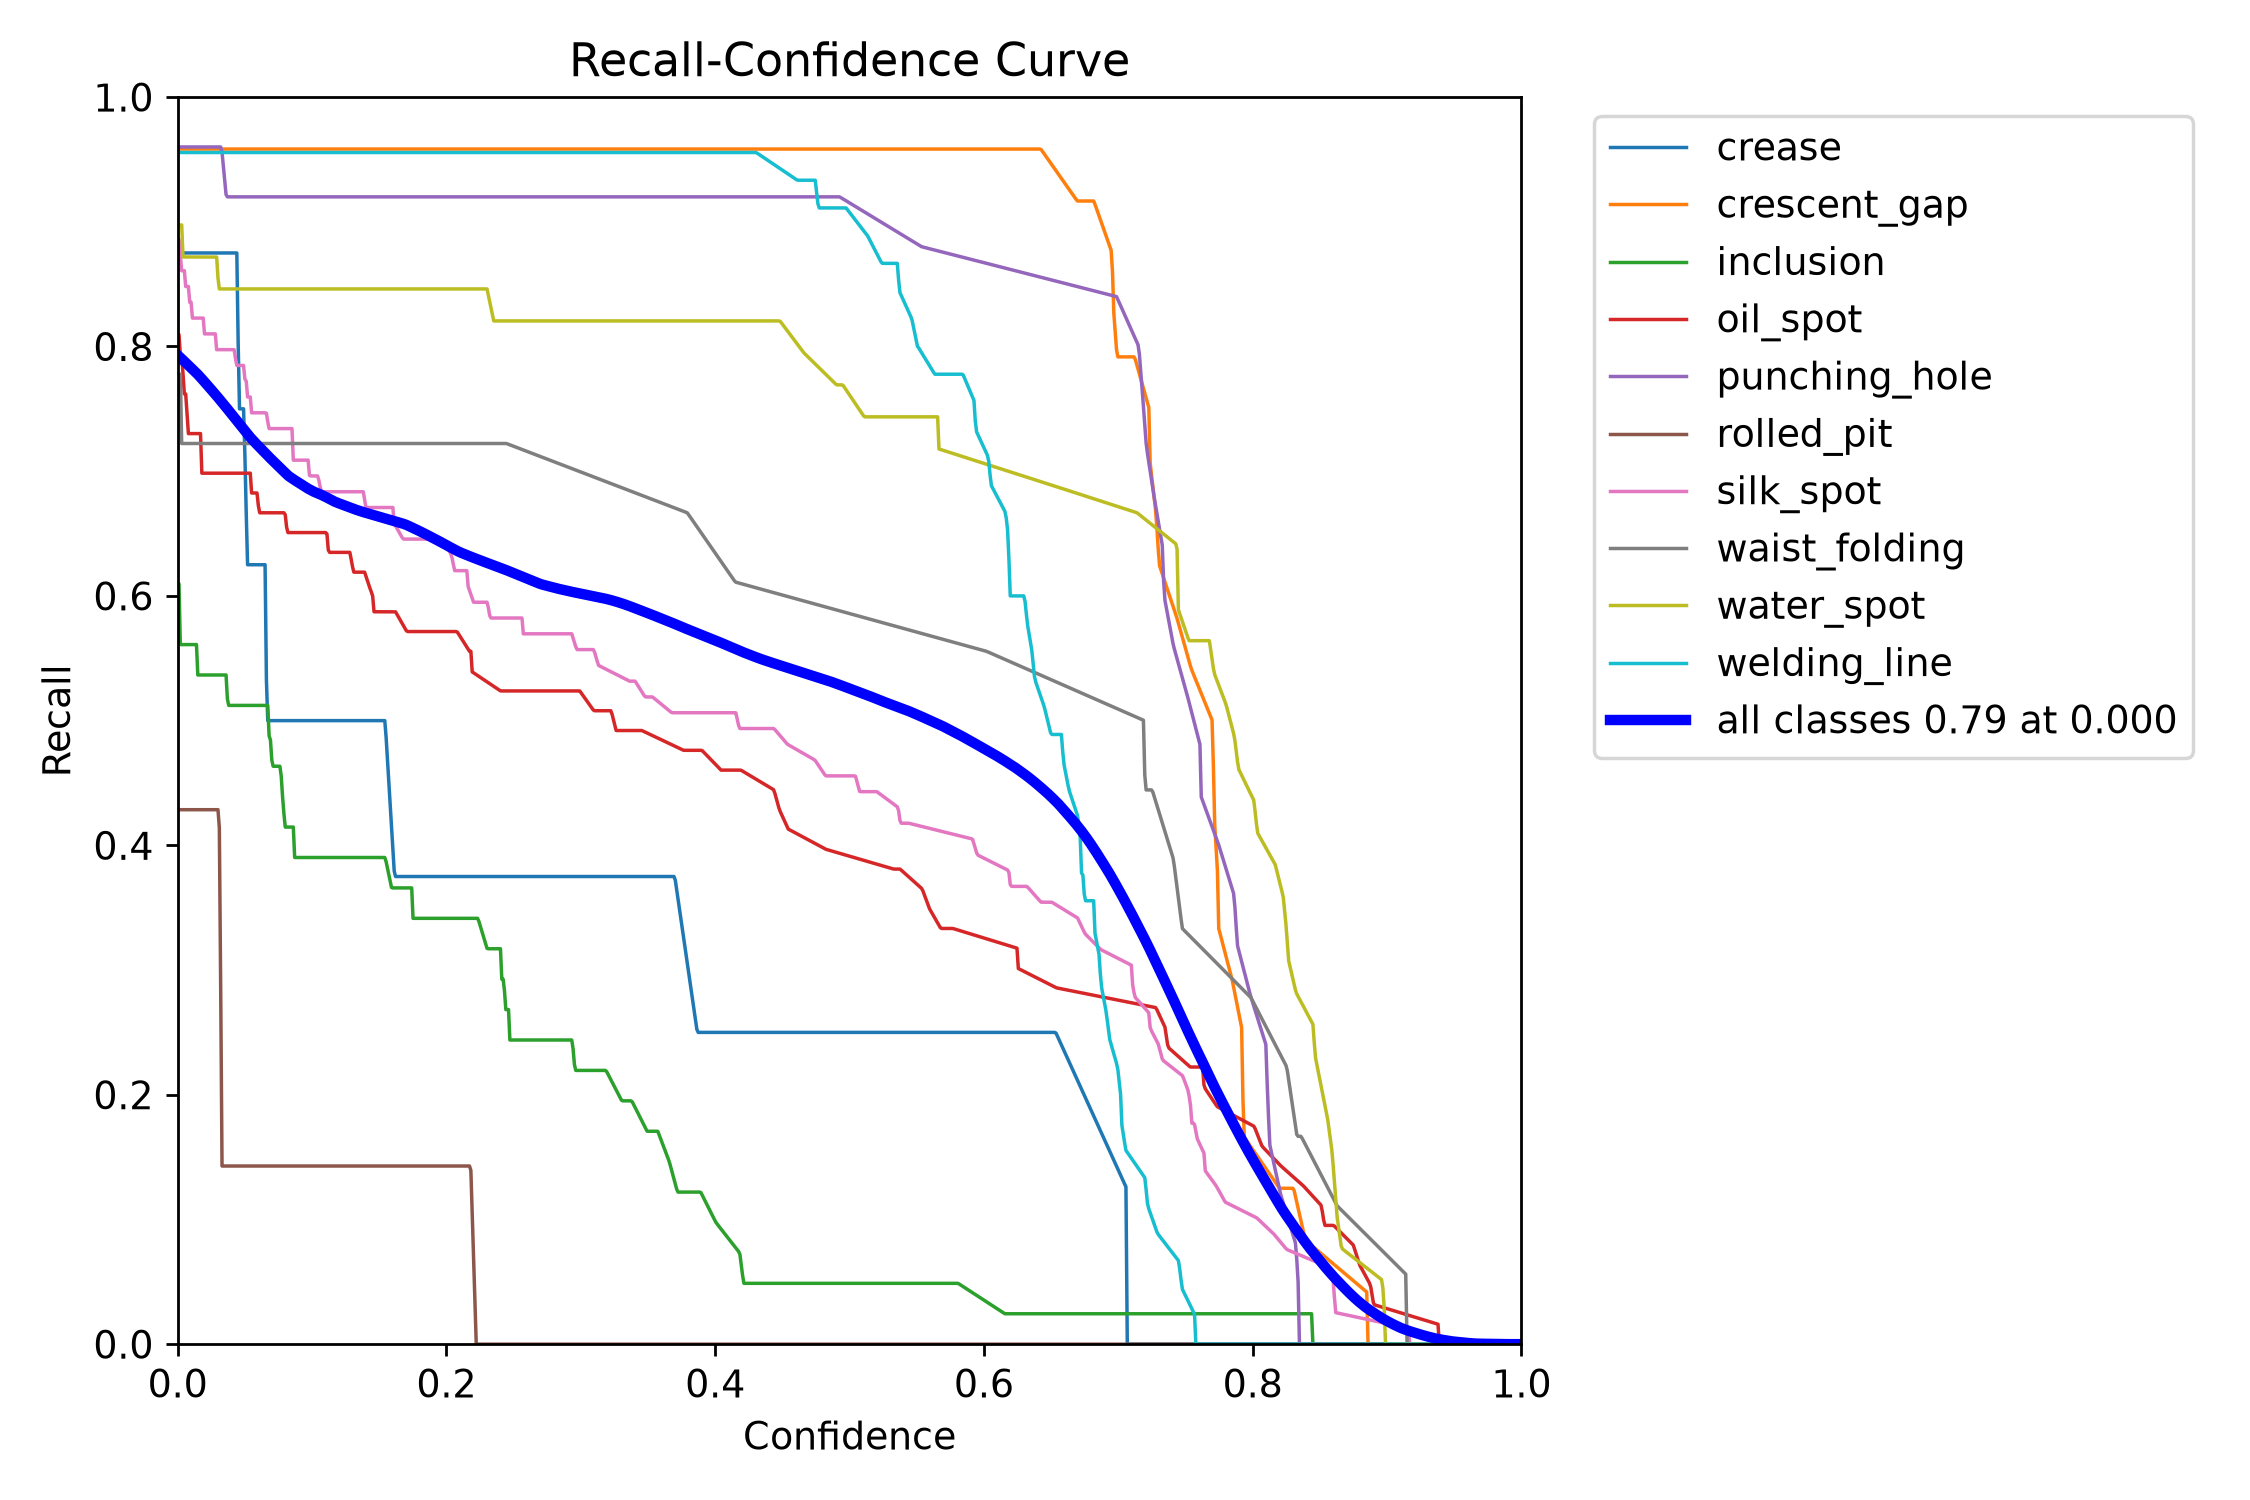 Recall-Confidence Curve
1.0
0.8
0.6
0.4
0.2
0.0
Recall
0.0 0.2 0.4 0.6 0.8 1.0
Confidence
crease
crescent_gap
inclusion
oil_spot
punching_hole
rolled_pit
silk_spot
waist_folding
water_spot
welding_line
all classes 0.79 at 0.000